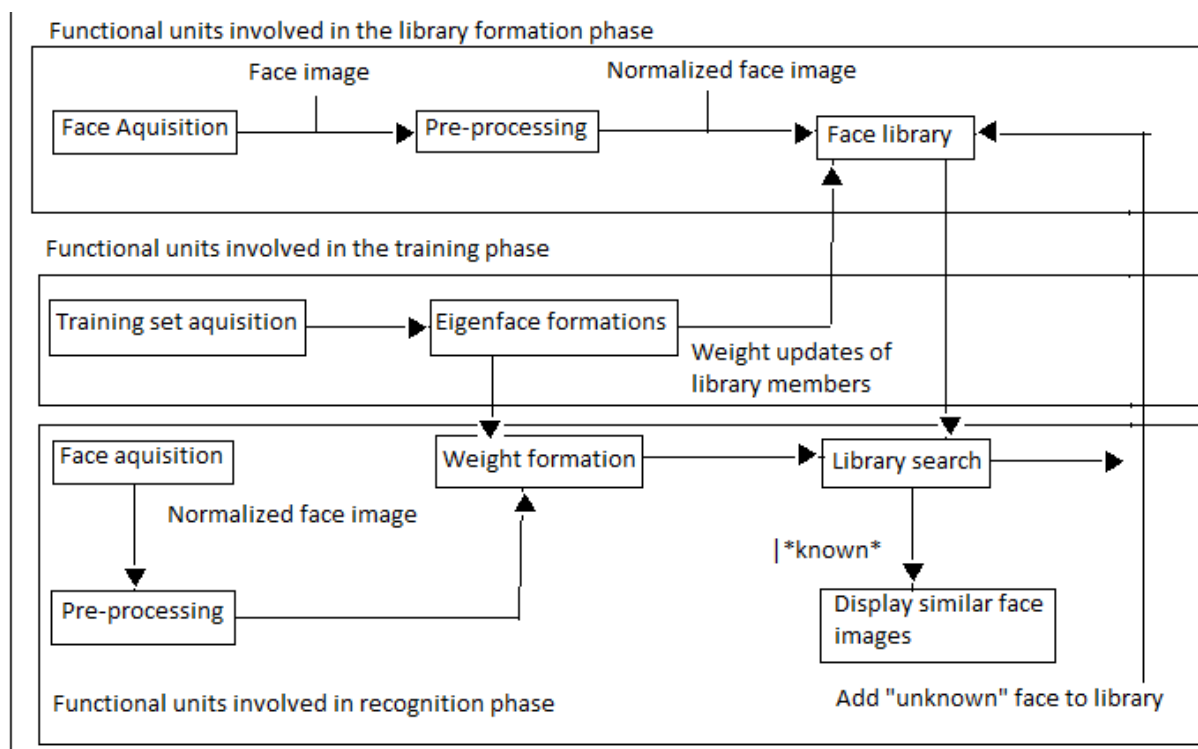 Functional units involved in the library formation phase
Face image
Normalized face image
Face Aquisition
Pre-processing
Face library
Functional units involved in the training phase
Training set aquisition
Eigenface formations
Weight updates of
library members
Face aquisition
Weight formation
Library search
Normalized face image
|*known*
Pre-processing
Display similar face
images
Functional units involved in recognition phase
Add "unknown" face to library